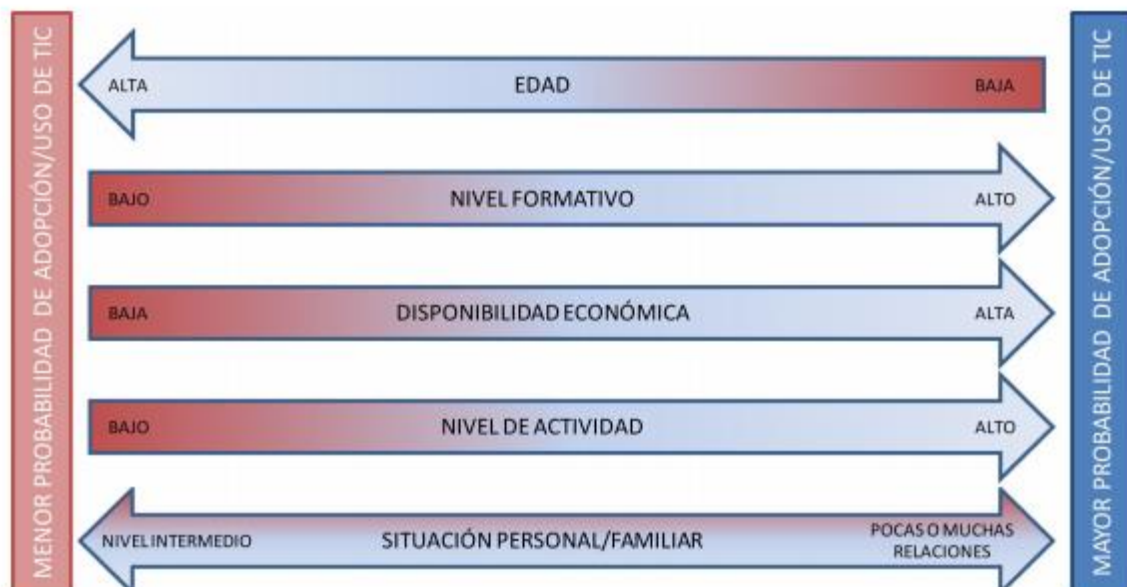 MENOR PROBABILIDAD DE ADOPCIÓN/USO DE TIC
ALTA EDAD BAJA
BAJO NIVEL FORMATIVO ALTO
BAJA DISPONIBILIDAD ECONÓMICA ALTA
BAJO NIVEL DE ACTIVIDAD ALTO
NIVEL INTERMEDIO SITUACIÓN PERSONAL/FAMILIAR POCAS O MUCHAS
RELACIONES
MAYOR PROBABILIDAD DE ADOPCIÓN/USO DE TIC